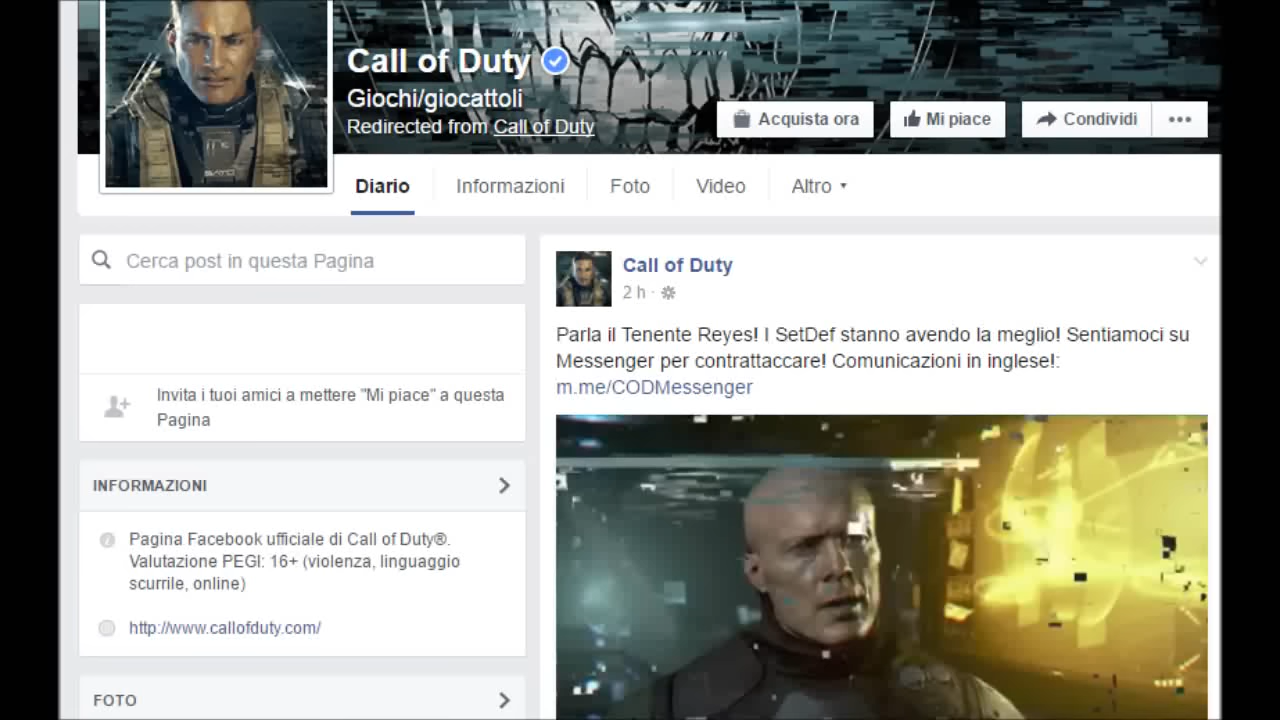 Call of Duty
Giochi/giocattoli
Redirected from Call of Duty
Acquista ora
Mi piace
Condividi
Diario
Informazioni
Foto
Video
Altro
Cerca post in questa Pagina
Invita i tuoi amici a mettere "Mi piace" a questa
Pagina
INFORMAZIONI
Pagina Facebook ufficiale di Call of Duty®.
Valutazione PEGI: 16+ (violenza, linguaggio
scurrile, online)
http://www.callofduty.com/
FOTO
Call of Duty
2 h ·
Parla il Tenente Reyes! I SetDef stanno avendo la meglio! Sentiamoci su
Messenger per contrattaccare! Comunicazioni in inglese!:
m.me/CODMessenger